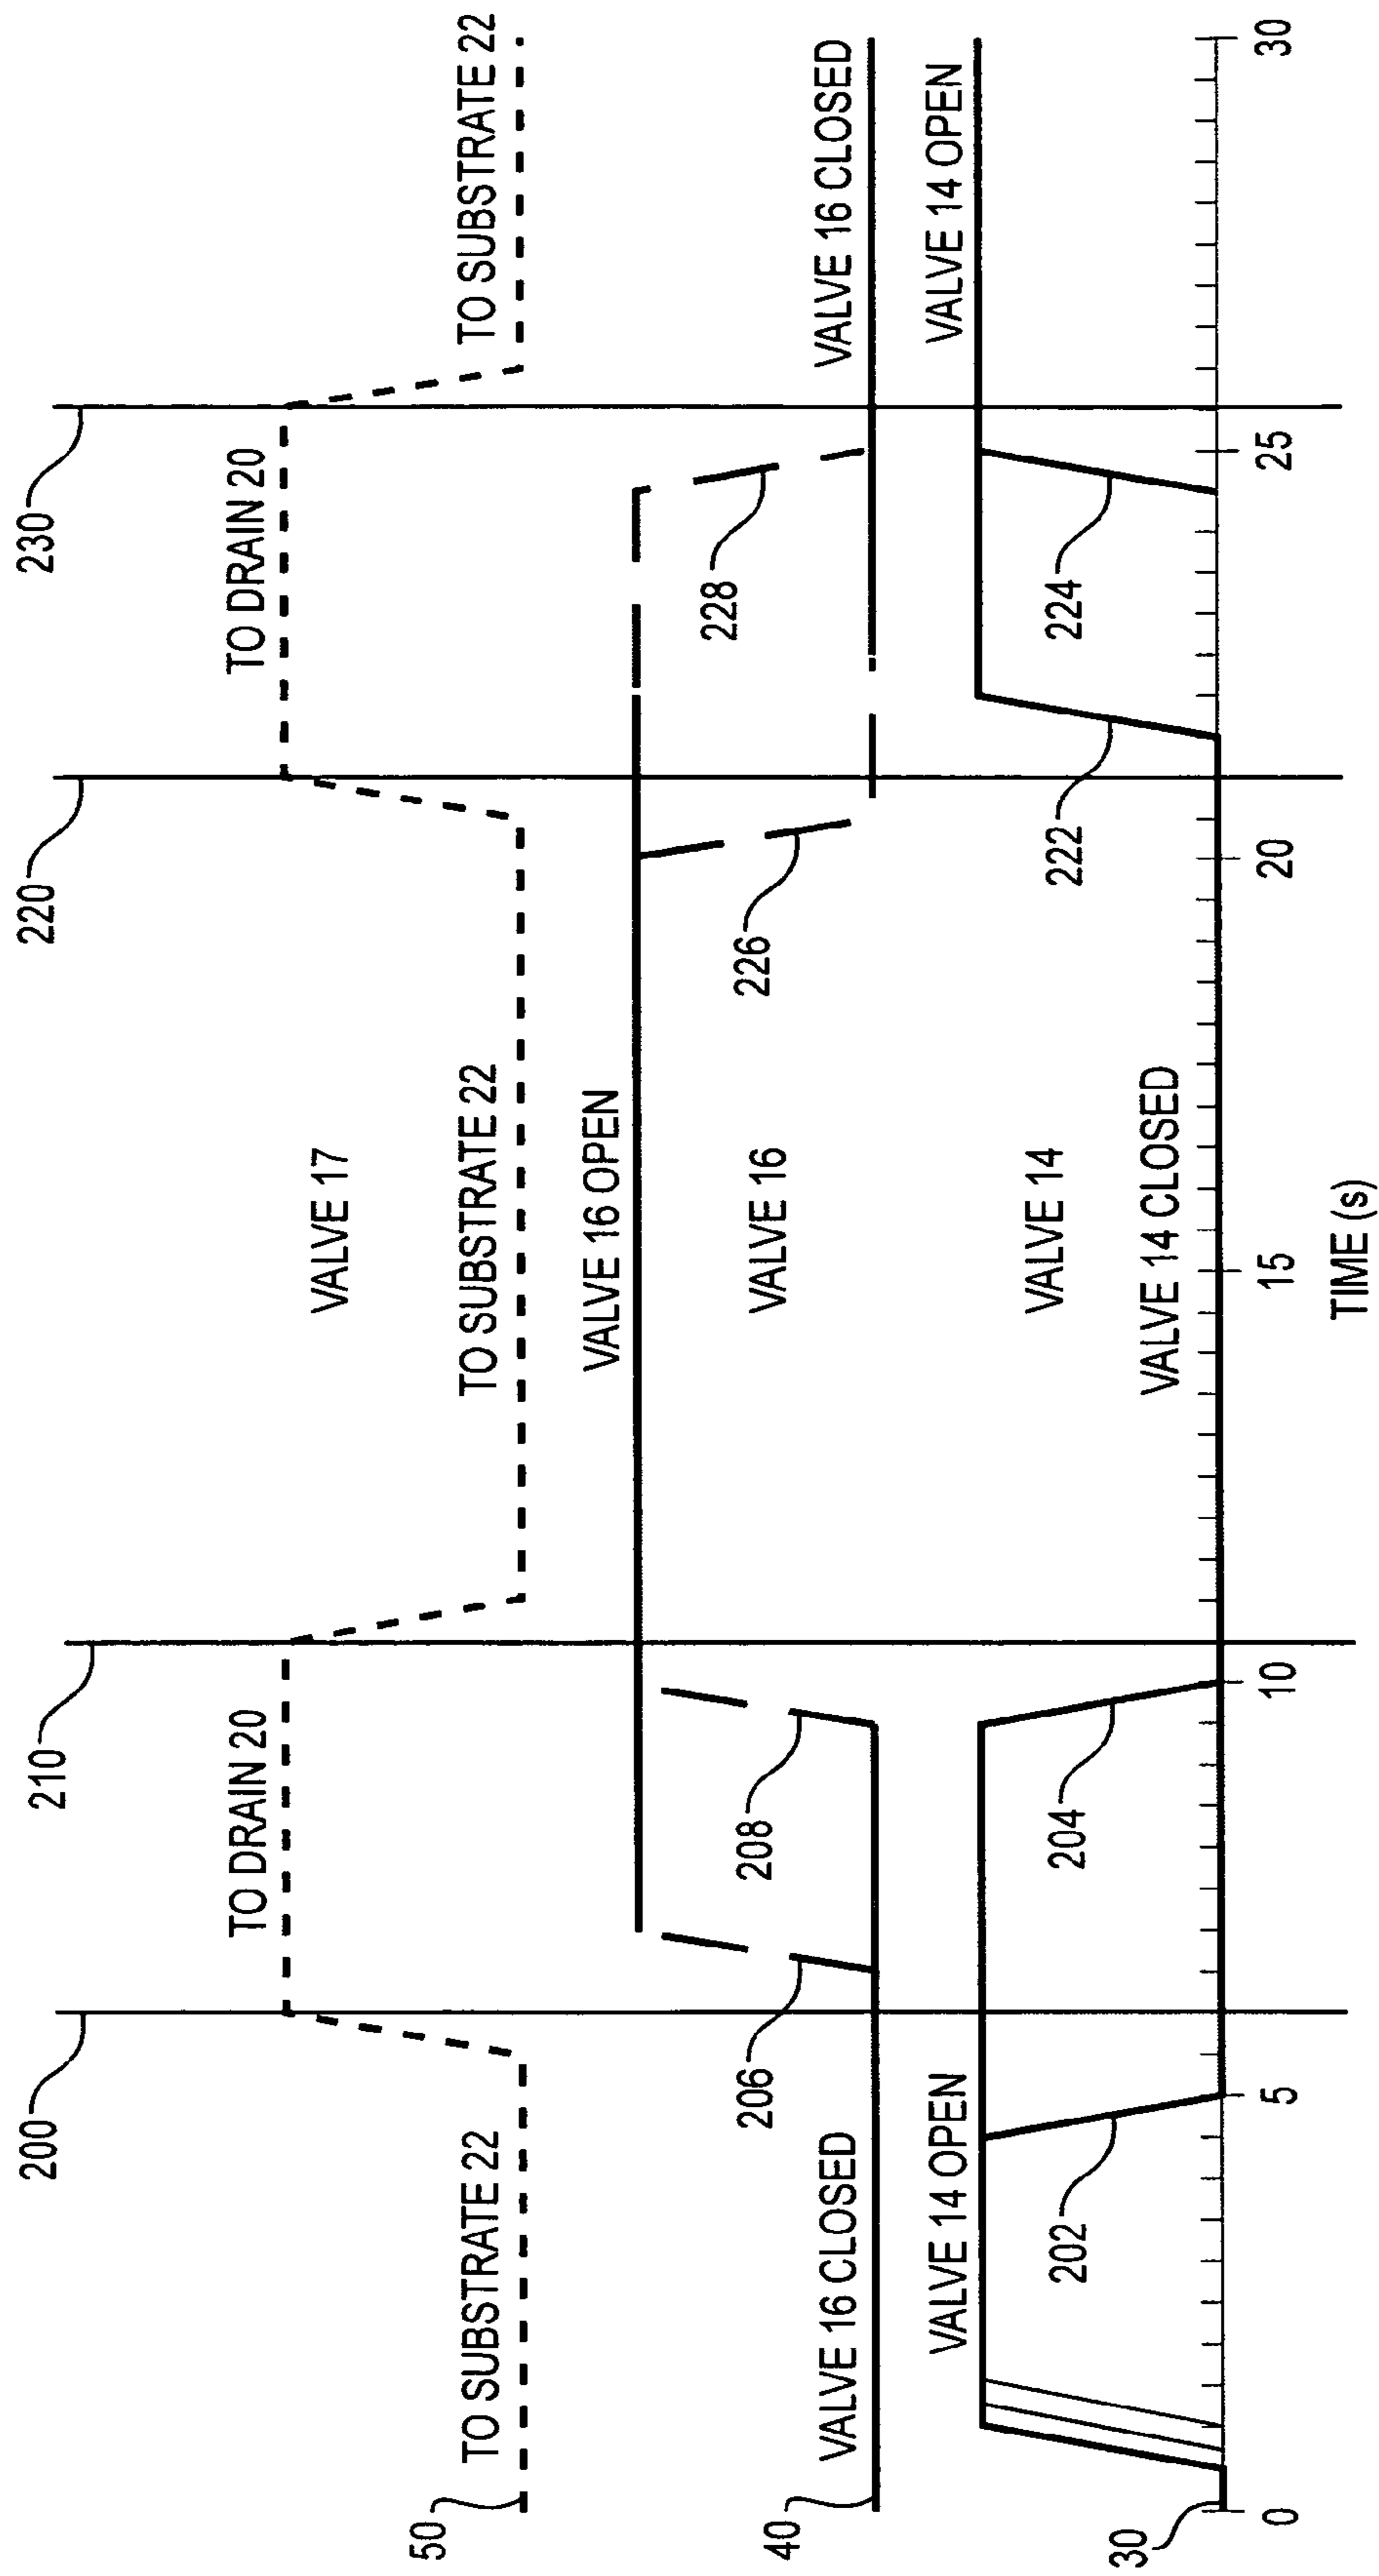 200
210
220
230
TO DRAIN 20
TO DRAIN 20
VALVE 17
50
TO SUBSTRATE 22
TO SUBSTRATE 22
TO SUBSTRATE 22
VALVE 16 OPEN
206
208
VALVE 16
226
228
40
VALVE 16 CLOSED
VALVE 16 CLOSED
VALVE 14 OPEN
VALVE 14 OPEN
202
204
VALVE 14
222
224
30
VALVE 14 CLOSED
0
5
10
15
20
25
30
TIME (s)